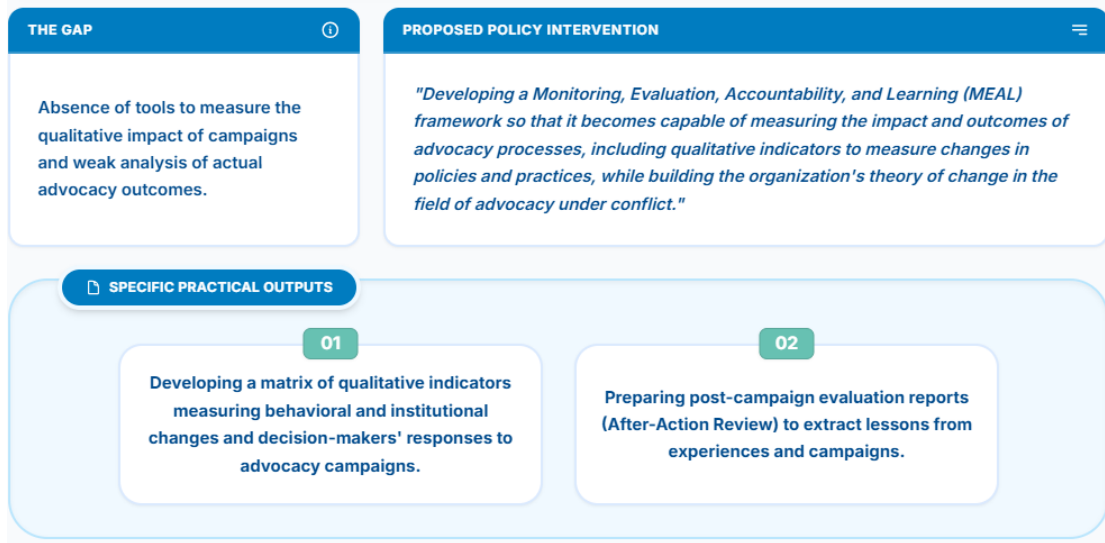 THE GAP
Absence of tools to measure the
qualitative impact of campaigns
and weak analysis of actual
advocacy outcomes.
PROPOSED POLICY INTERVENTION
"Developing a Monitoring, Evaluation, Accountability, and Learning (MEAL)
framework so that it becomes capable of measuring the impact and outcomes of
advocacy processes, including qualitative indicators to measure changes in
policies and practices, while building the organization's theory of change in the
field of advocacy under conflict."
SPECIFIC PRACTICAL OUTPUTS
01
Developing a matrix of qualitative indicators
measuring behavioral and institutional
changes and decision-makers' responses to
advocacy campaigns.
02
Preparing post-campaign evaluation reports
(After-Action Review) to extract lessons from
experiences and campaigns.